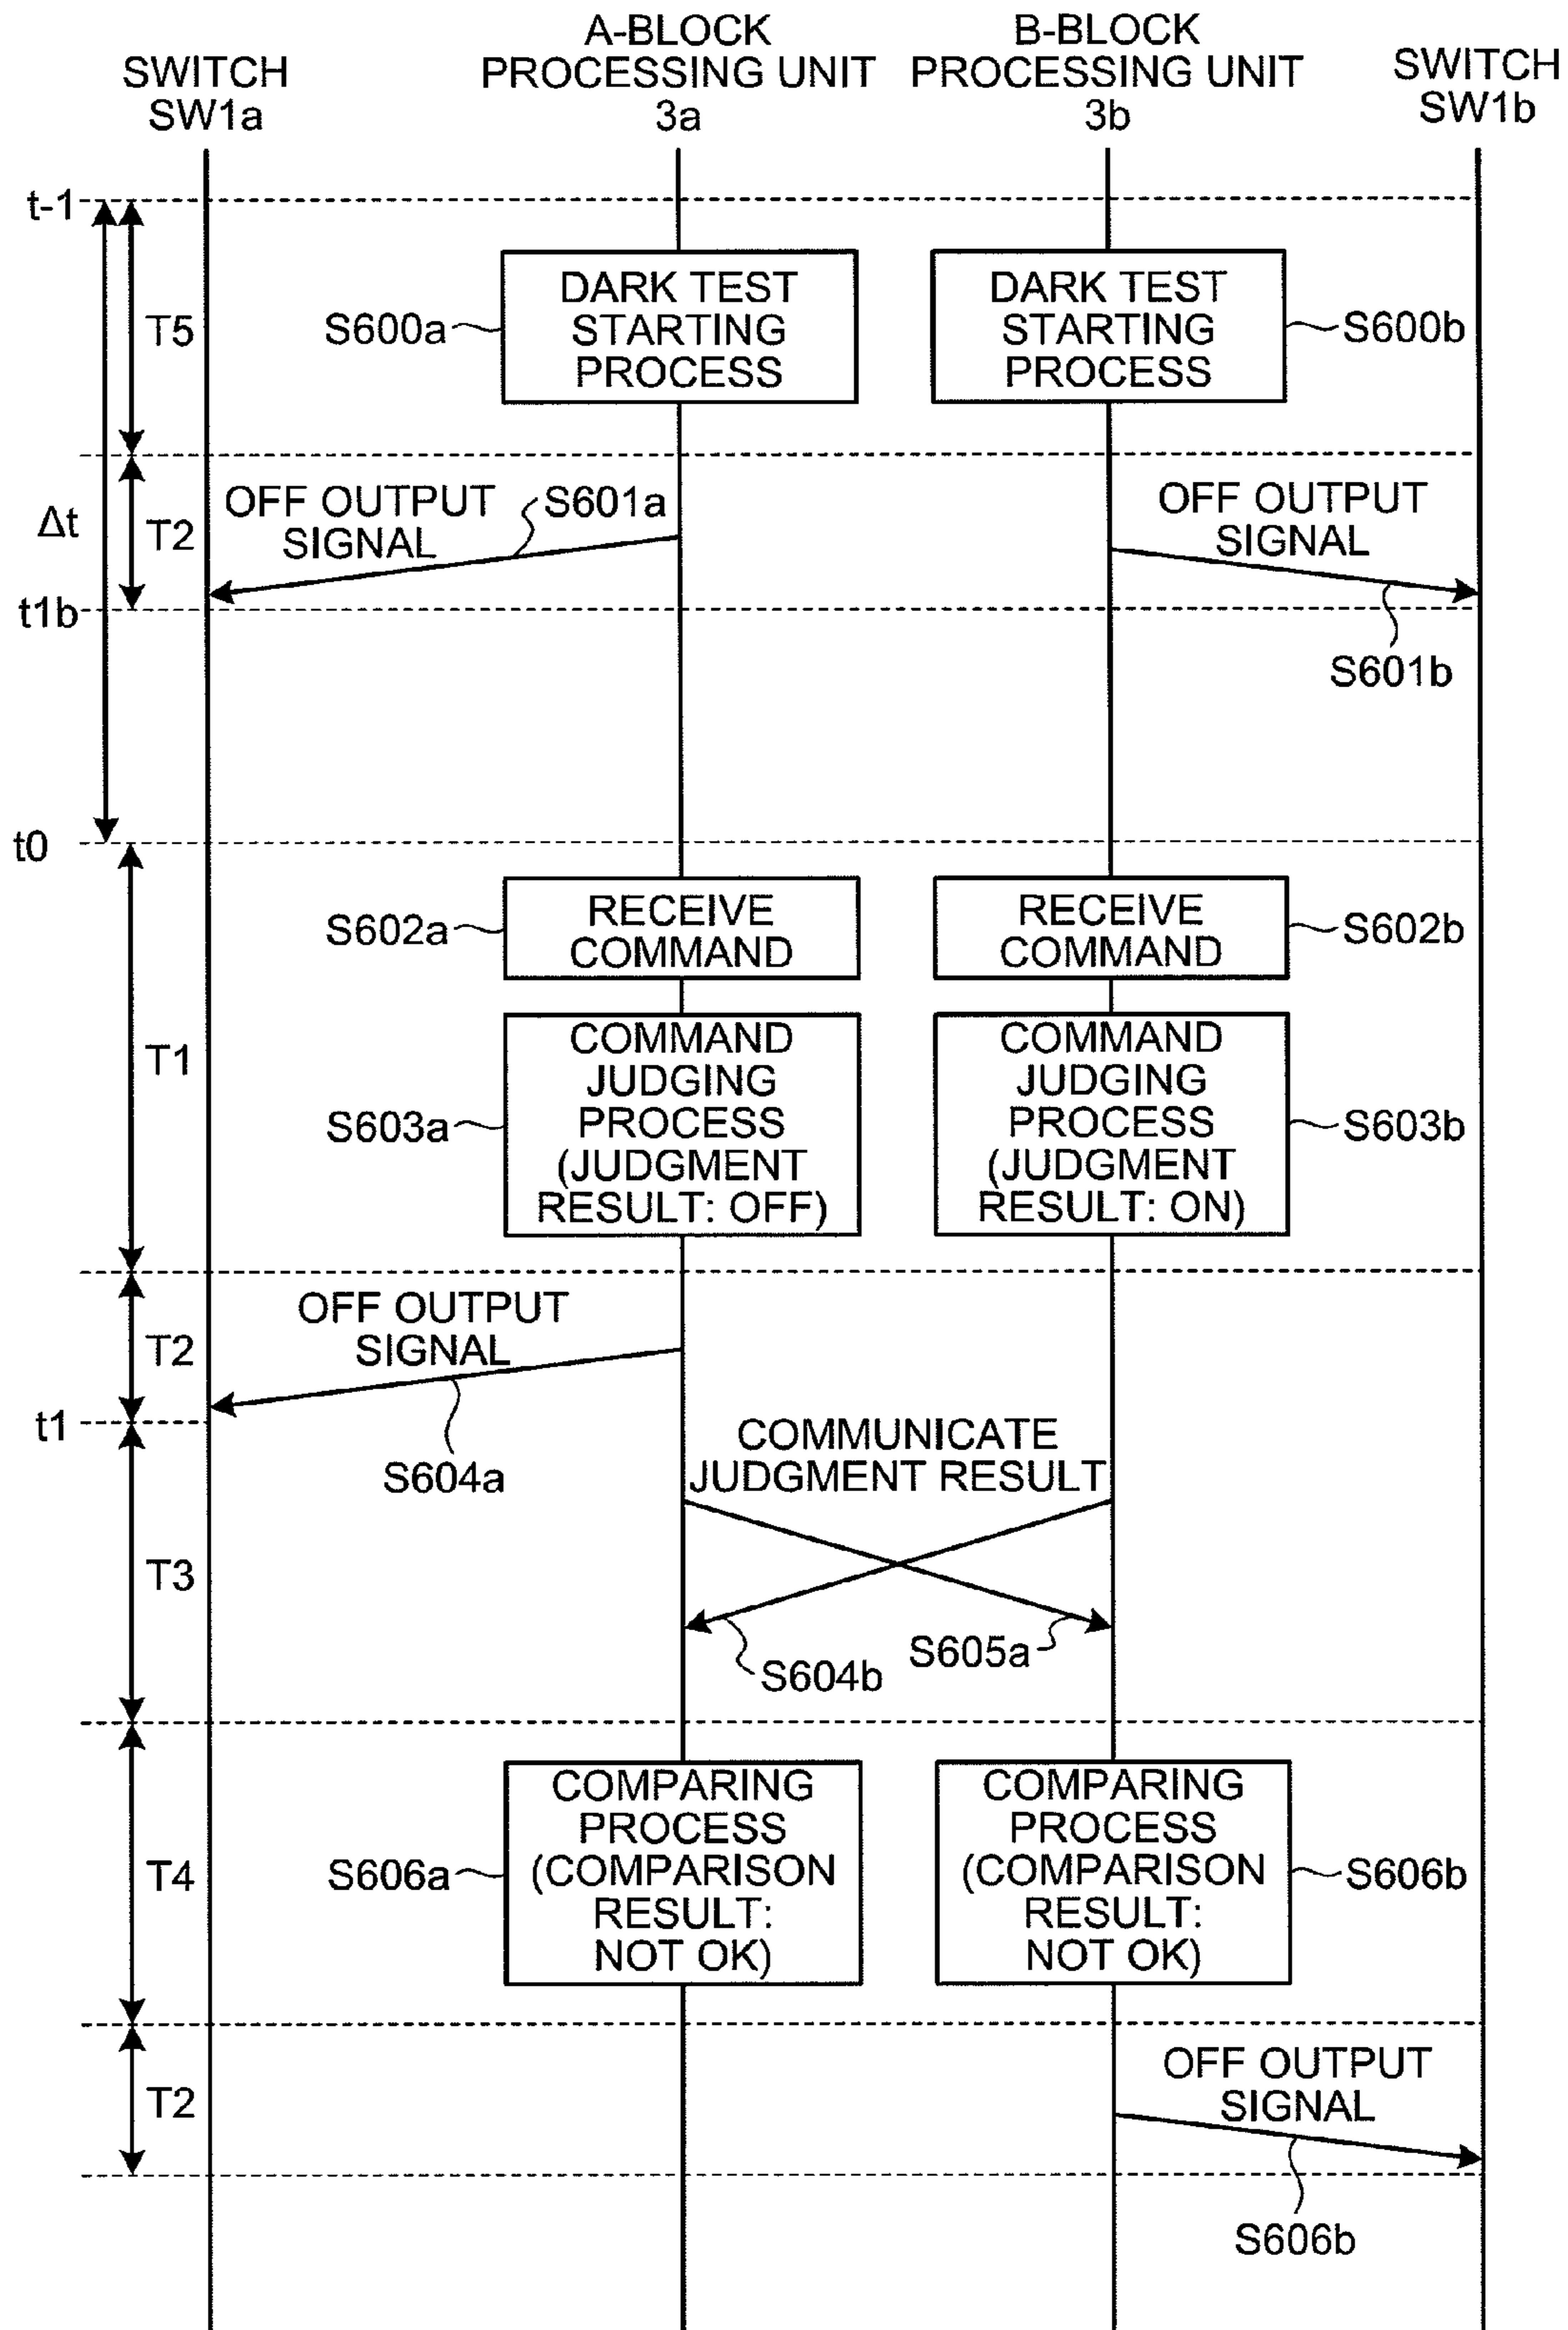 SWITCH
SW1a
A-BLOCK
PROCESSING UNIT
3a
B-BLOCK
PROCESSING UNIT
3b
SWITCH
SW1b
t-1
T5
S600a
DARK TEST
STARTING
PROCESS
DARK TEST
STARTING
PROCESS
S600b
Δt
T2
OFF OUTPUT
SIGNAL
S601a
OFF OUTPUT
SIGNAL
S601b
t1b
t0
T1
S602a
RECEIVE
COMMAND
RECEIVE
COMMAND
S602b
S603a
COMMAND
JUDGING
PROCESS
(JUDGMENT
RESULT: OFF)
COMMAND
JUDGING
PROCESS
(JUDGMENT
RESULT: ON)
S603b
T2
OFF OUTPUT
SIGNAL
S604a
t1
T3
COMMUNICATE
JUDGMENT RESULT
S604b
S605a
T4
S606a
COMPARING
PROCESS
(COMPARISON
RESULT:
NOT OK)
COMPARING
PROCESS
(COMPARISON
RESULT:
NOT OK)
S606b
T2
OFF OUTPUT
SIGNAL
S606b